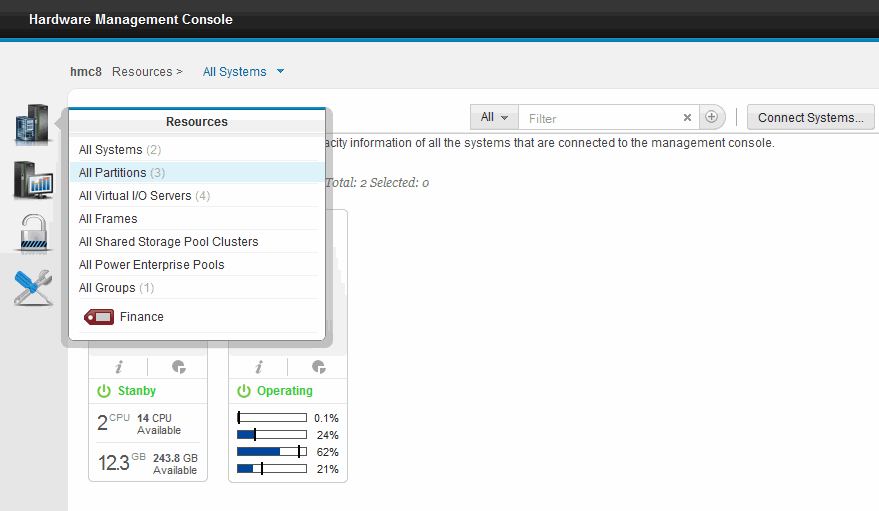 Hardware Management Console
hmc8 Resources > All Systems
Resources
All Filter Connect Systems...
All Systems (2)
acity information of all the systems that are connected to the management console.
All Partitions (3)
Total: 2 Selected: 0
All Virtual I/O Servers (4)
All Frames
All Shared Storage Pool Clusters
All Power Enterprise Pools
All Groups (1)
Finance
Stanby
2 CPU 14 CPU
Available
12.3 GB 243.8 GB
Available
Operating
0.1%
24%
62%
21%